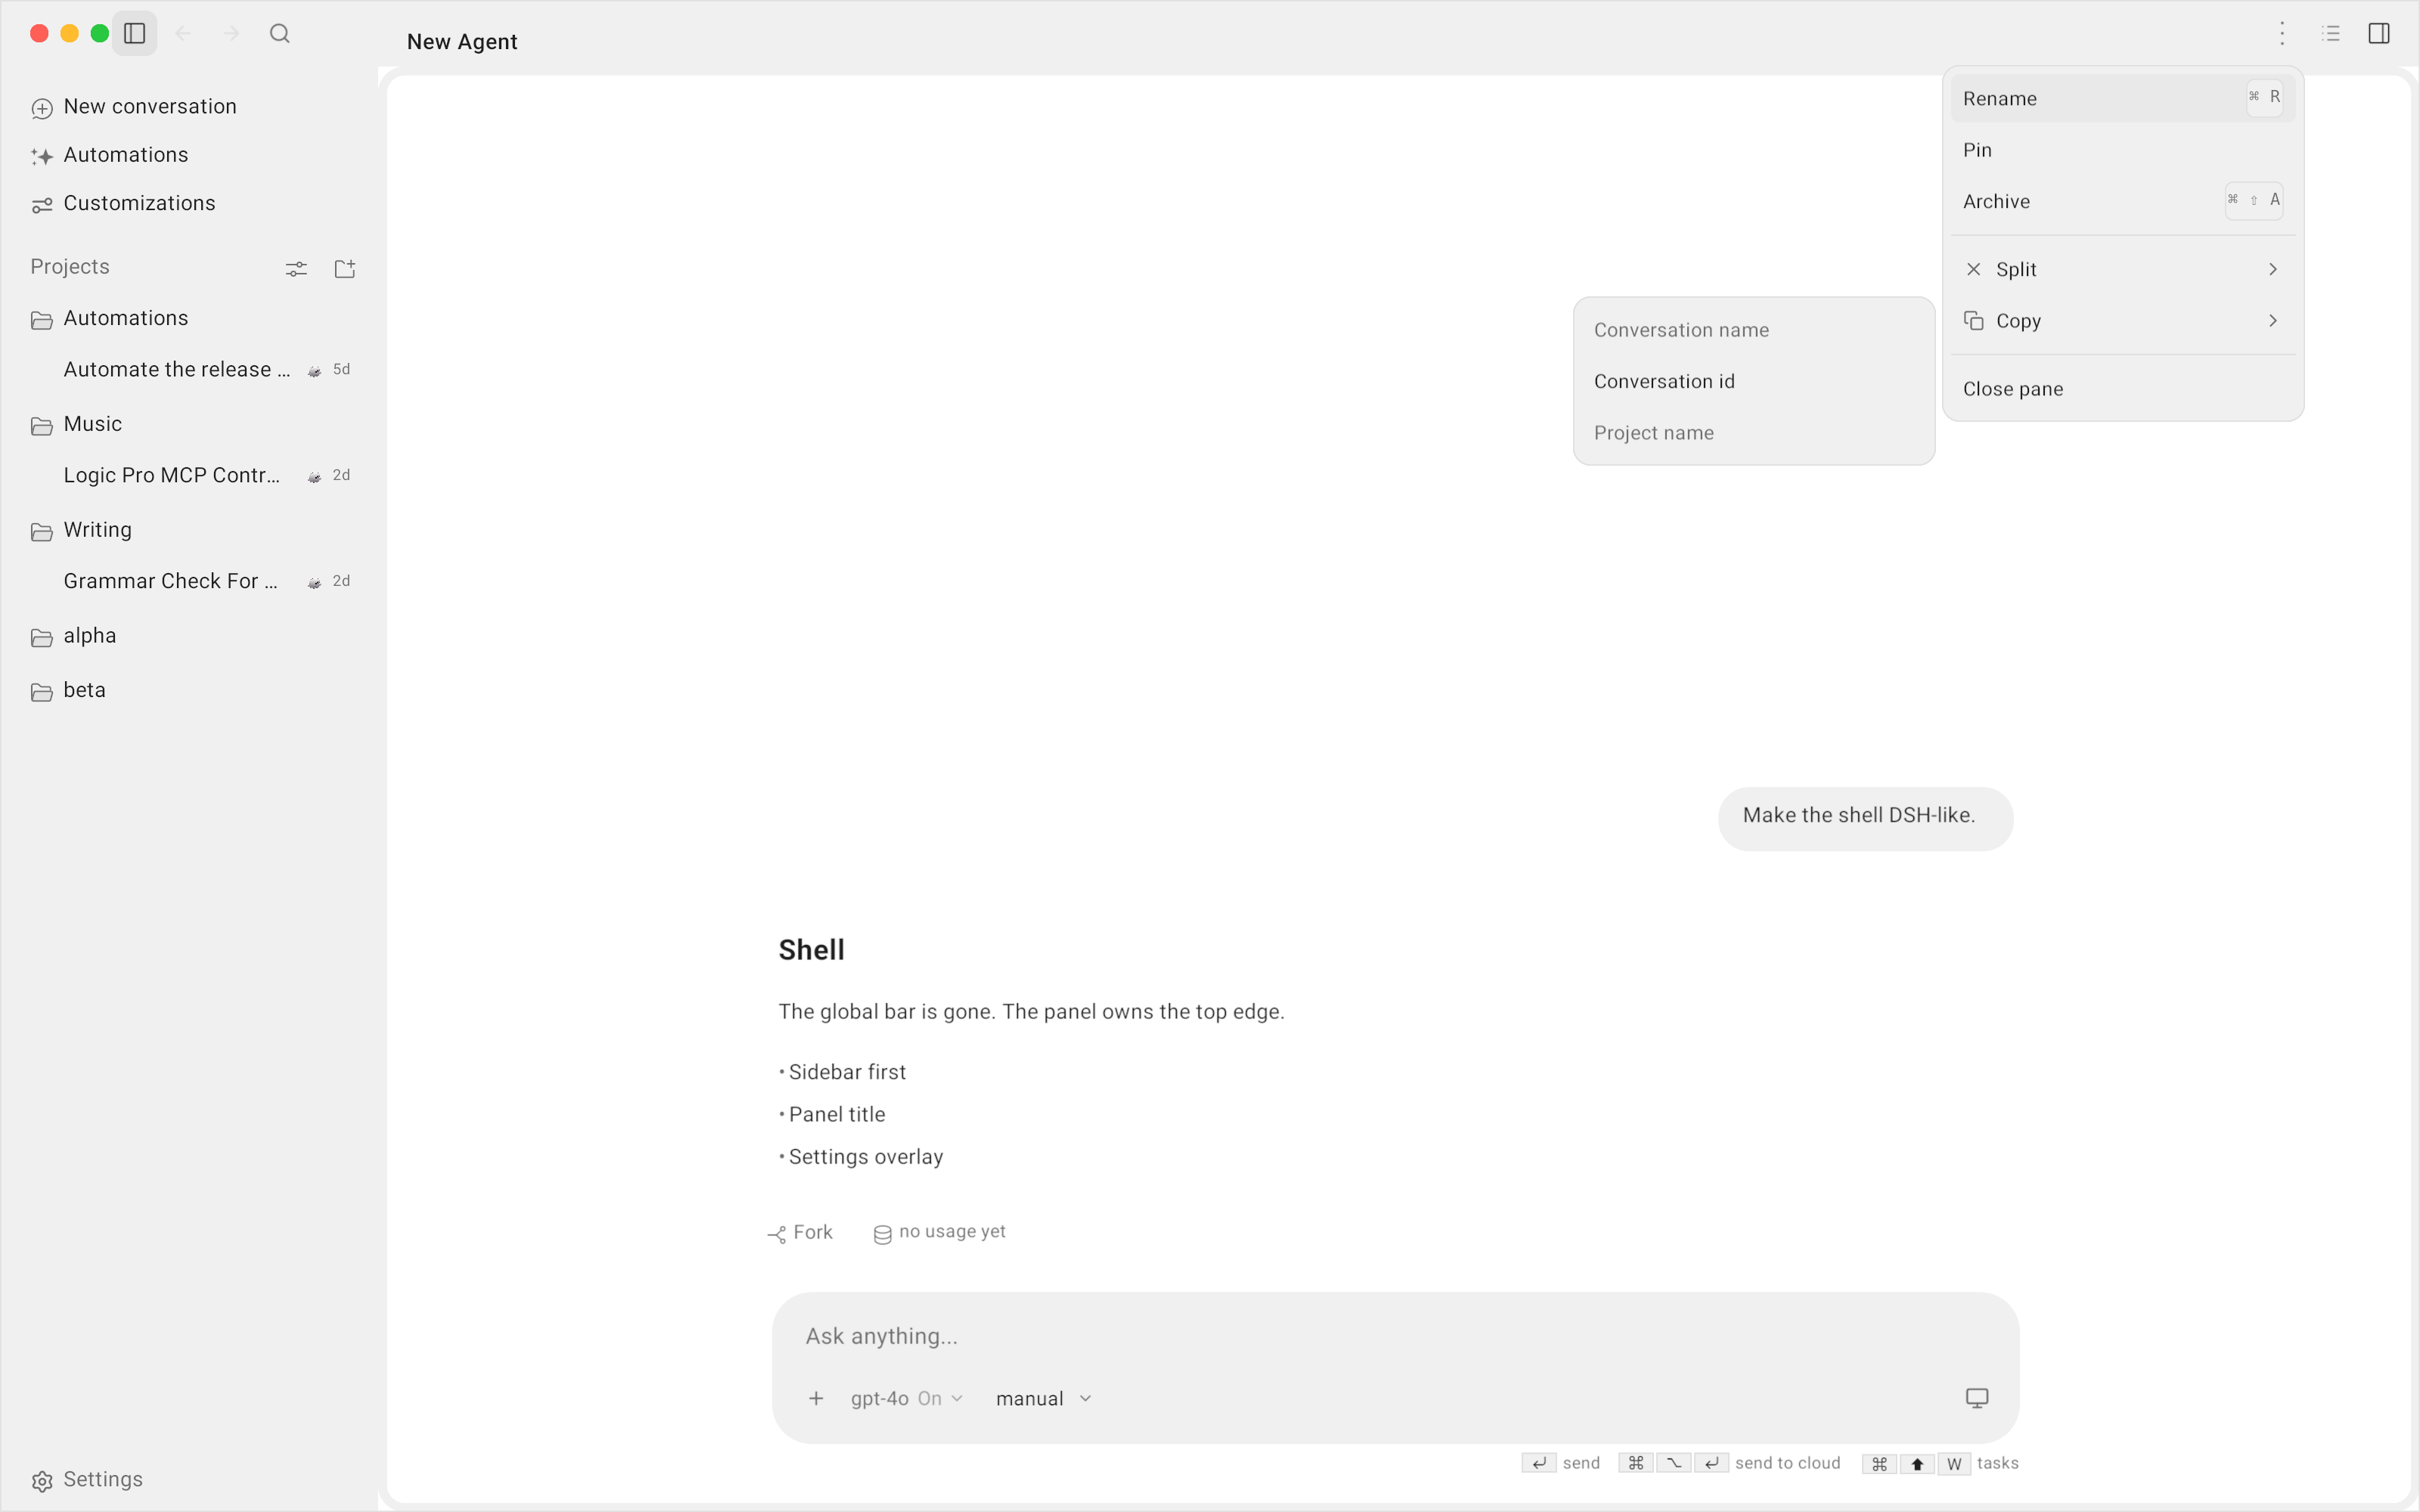 New Agent
New conversation
Automations
Customizations
Projects
Automations
Automate the release ... 5d
Music
Logic Pro MCP Contr... 2d
Writing
Grammar Check For ... 2d
alpha
beta
Settings
Rename ⌘ R
Pin
Archive ⌘ ⇧ A
Split
Copy
Close pane
Conversation name
Conversation id
Project name
Make the shell DSH-like.
Shell
The global bar is gone. The panel owns the top edge.
• Sidebar first
• Panel title
• Settings overlay
Fork no usage yet
Ask anything...
gpt-4o On manual
↵ send ⌘ ⌥ ↵ send to cloud ⌘ ⬆ W tasks